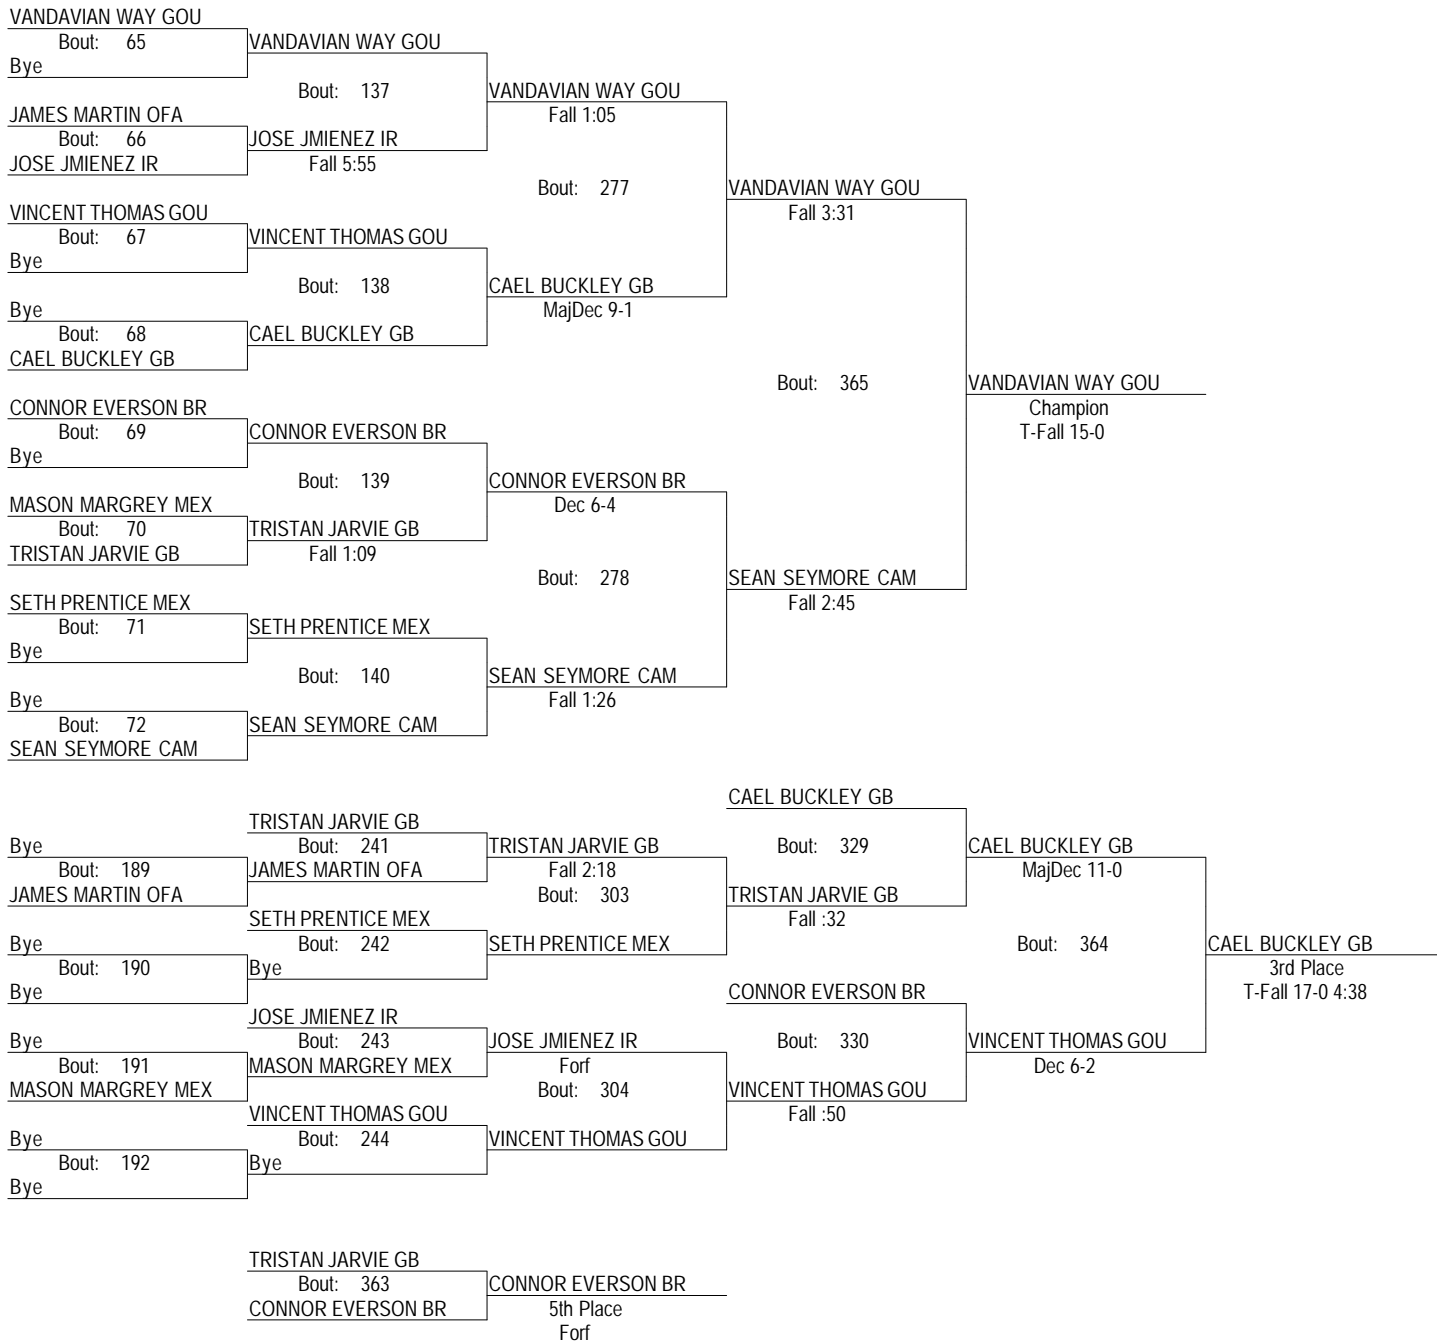 VANDAVIAN WAY GOU
Bout: 65 VANDAVIAN WAY GOU
Bye
Bout: 137 VANDAVIAN WAY GOU
JAMES MARTIN OFA Fall 1:05
Bout: 66 JOSE JMIENEZ IR
JOSE JMIENEZ IR Fall 5:55
Bout: 277 VANDAVIAN WAY GOU
VINCENT THOMAS GOU Fall 3:31
Bout: 67 VINCENT THOMAS GOU
Bye
Bout: 138 CAEL BUCKLEY GB
Bye MajDec 9-1
Bout: 68 CAEL BUCKLEY GB
CAEL BUCKLEY GB
Bout: 365 VANDAVIAN WAY GOU
CONNOR EVERSON BR Champion
Bout: 69 CONNOR EVERSON BR T-Fall 15-0
Bye
Bout: 139 CONNOR EVERSON BR
MASON MARGREY MEX Dec 6-4
Bout: 70 TRISTAN JARVIE GB
TRISTAN JARVIE GB Fall 1:09
Bout: 278 SEAN SEYMORE CAM
SETH PRENTICE MEX Fall 2:45
Bout: 71 SETH PRENTICE MEX
Bye
Bout: 140 SEAN SEYMORE CAM
Bye Fall 1:26
Bout: 72 SEAN SEYMORE CAM
SEAN SEYMORE CAM
CAEL BUCKLEY GB
TRISTAN JARVIE GB
Bye Bout: 241 TRISTAN JARVIE GB Bout: 329 CAEL BUCKLEY GB
Bout: 189 JAMES MARTIN OFA Fall 2:18 MajDec 11-0
JAMES MARTIN OFA Bout: 303 TRISTAN JARVIE GB
SETH PRENTICE MEX Fall :32
Bye Bout: 242 SETH PRENTICE MEX Bout: 364 CAEL BUCKLEY GB
Bout: 190 Bye 3rd Place
Bye CONNOR EVERSON BR T-Fall 17-0 4:38
JOSE JMIENEZ IR
Bye Bout: 243 JOSE JMIENEZ IR Bout: 330 VINCENT THOMAS GOU
Bout: 191 MASON MARGREY MEX Forf Dec 6-2
MASON MARGREY MEX Bout: 304 VINCENT THOMAS GOU
VINCENT THOMAS GOU Fall :50
Bye Bout: 244 VINCENT THOMAS GOU
Bout: 192 Bye
Bye
TRISTAN JARVIE GB
Bout: 363 CONNOR EVERSON BR
CONNOR EVERSON BR 5th Place
Forf